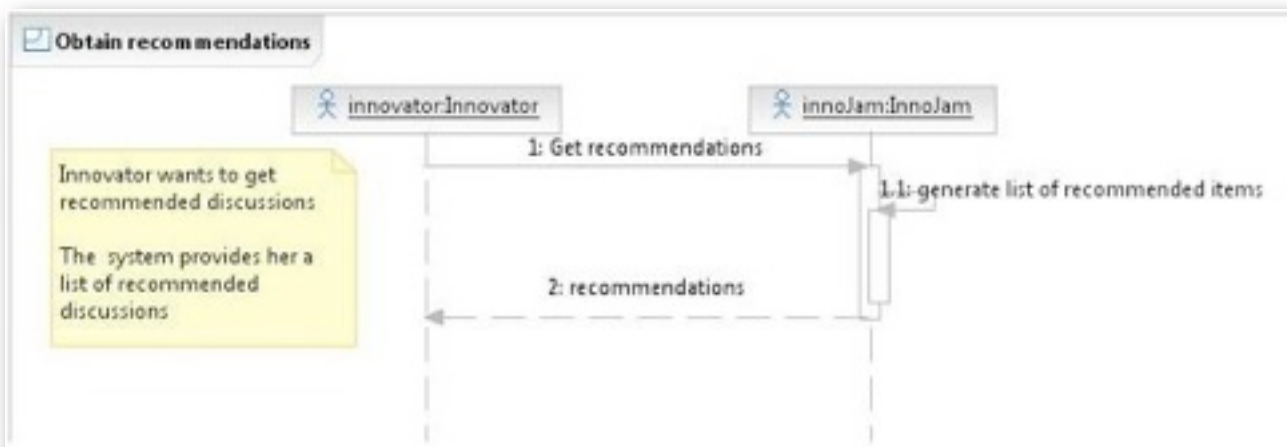 Obtain recommendations
innovator:Innovator
innoJam:InnoJam
1: Get recommendations
Innovator wants to get
recommended discussions
1.1: generate list of recommended items
The system provides her a
list of recommended
discussions
2: recommendations